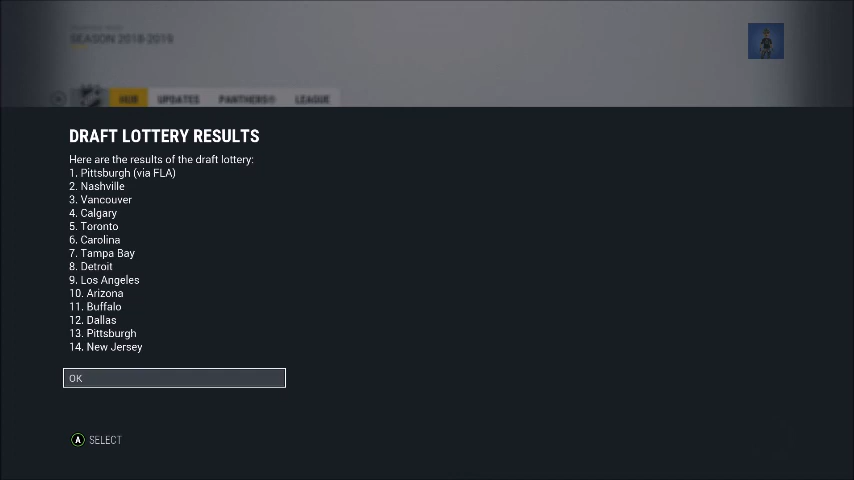 SEASON 2018-2019
HUB UPDATES PANTHERS® LEAGUE
DRAFT LOTTERY RESULTS
Here are the results of the draft lottery:
1. Pittsburgh (via FLA)
2. Nashville
3. Vancouver
4. Calgary
5. Toronto
6. Carolina
7. Tampa Bay
8. Detroit
9. Los Angeles
10. Arizona
11. Buffalo
12. Dallas
13. Pittsburgh
14. New Jersey
OK
A SELECT